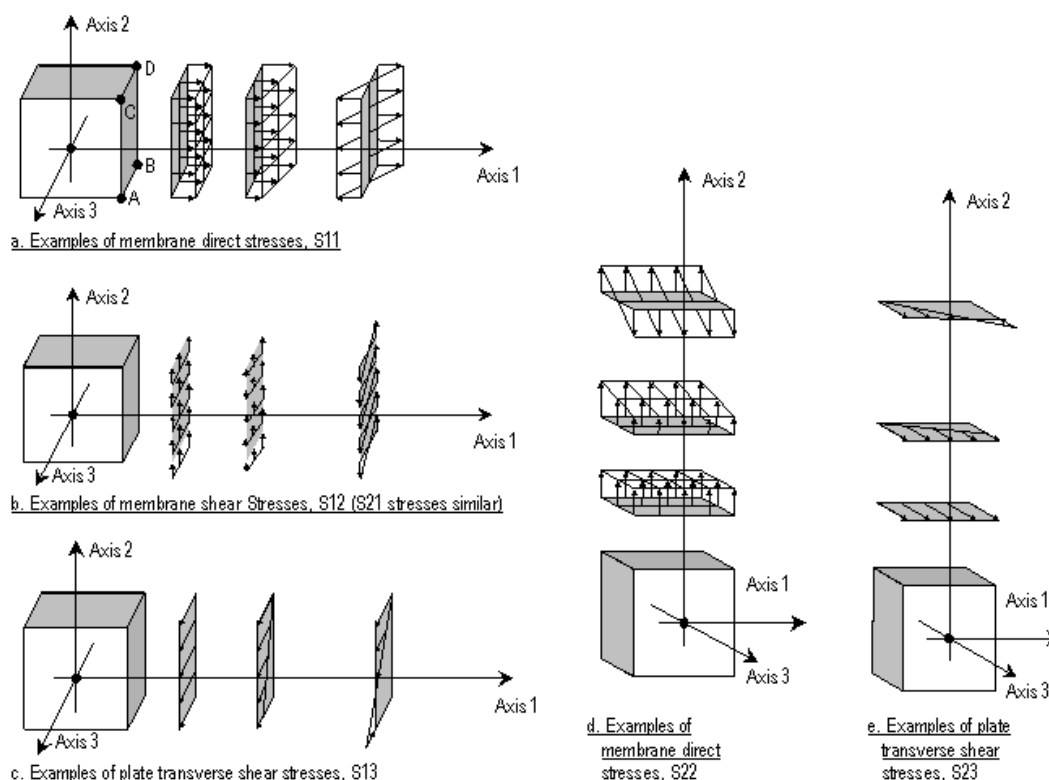 Axis 2
D
C
B
A
Axis 1
Axis 3
a. Examples of membrane direct stresses, S11
Axis 2
Axis 1
Axis 3
b. Examples of membrane shear Stresses, S12 (S21 stresses similar)
Axis 2
Axis 1
Axis 3
c. Examples of plate transverse shear stresses, S13
Axis 2
Axis 1
Axis 3
d. Examples of
membrane direct
stresses, S22
Axis 2
Axis 1
Axis 3
e. Examples of plate
transverse shear
stresses, S23